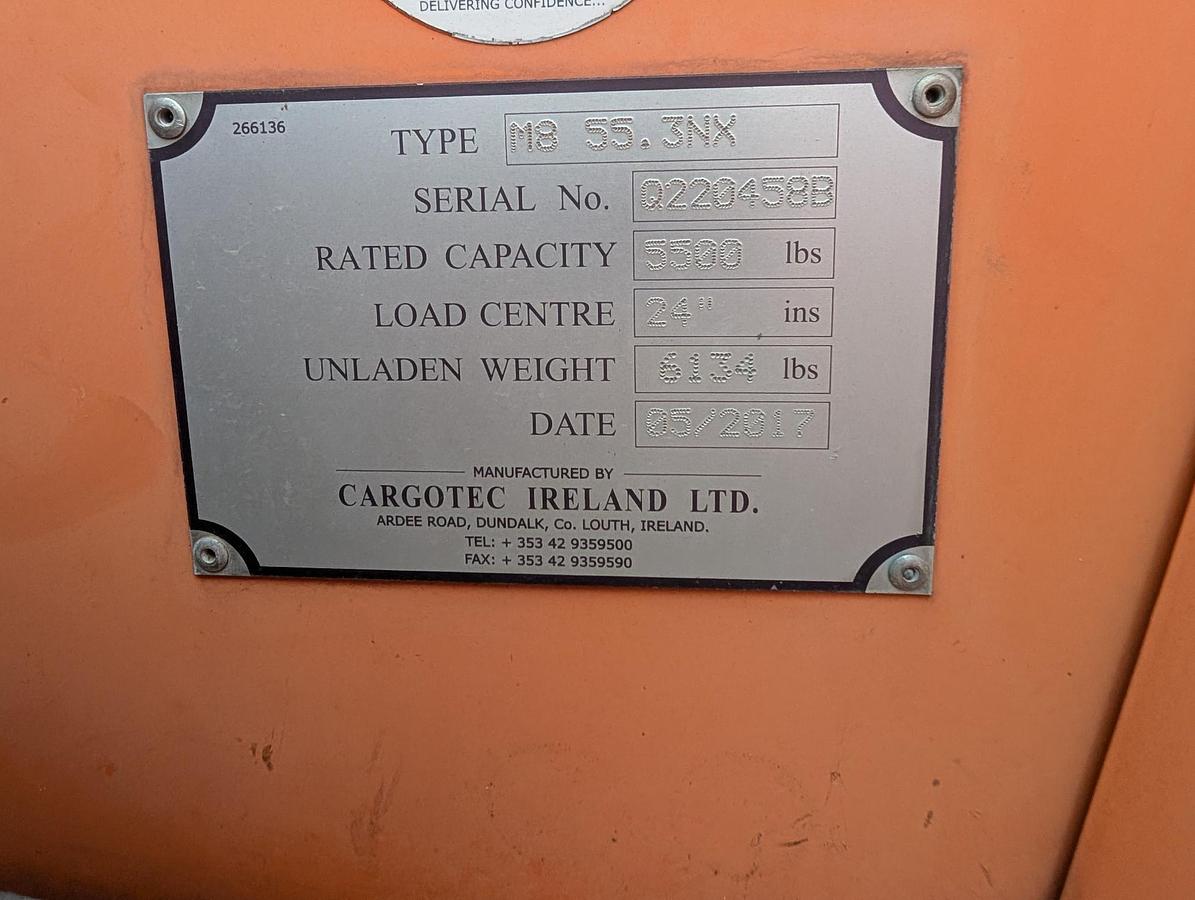 DELIVERING CONFIDENCE...
266136
TYPE M8 55.3NX
SERIAL No. Q220458B
RATED CAPACITY 5500 lbs
LOAD CENTRE 24" ins
UNLADEN WEIGHT 6134 lbs
DATE 05/2017
MANUFACTURED BY
CARGOTEC IRELAND LTD.
ARDEE ROAD, DUNDALK, Co. LOUTH, IRELAND.
TEL: + 353 42 9359500
FAX: + 353 42 9359590